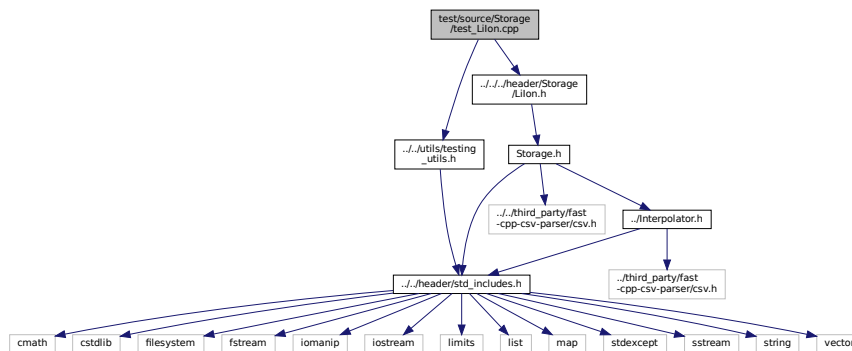 test/source/Storage
/test_LiIon.cpp
../../../header/Storage
/LiIon.h
../../utils/testing
_utils.h
Storage.h
../../third_party/fast
-cpp-csv-parser/csv.h
../Interpolator.h
../../header/std_includes.h
../third_party/fast
-cpp-csv-parser/csv.h
cmath
cstdlib
filesystem
fstream
iomanip
iostream
limits
list
map
stdexcept
sstream
string
vector